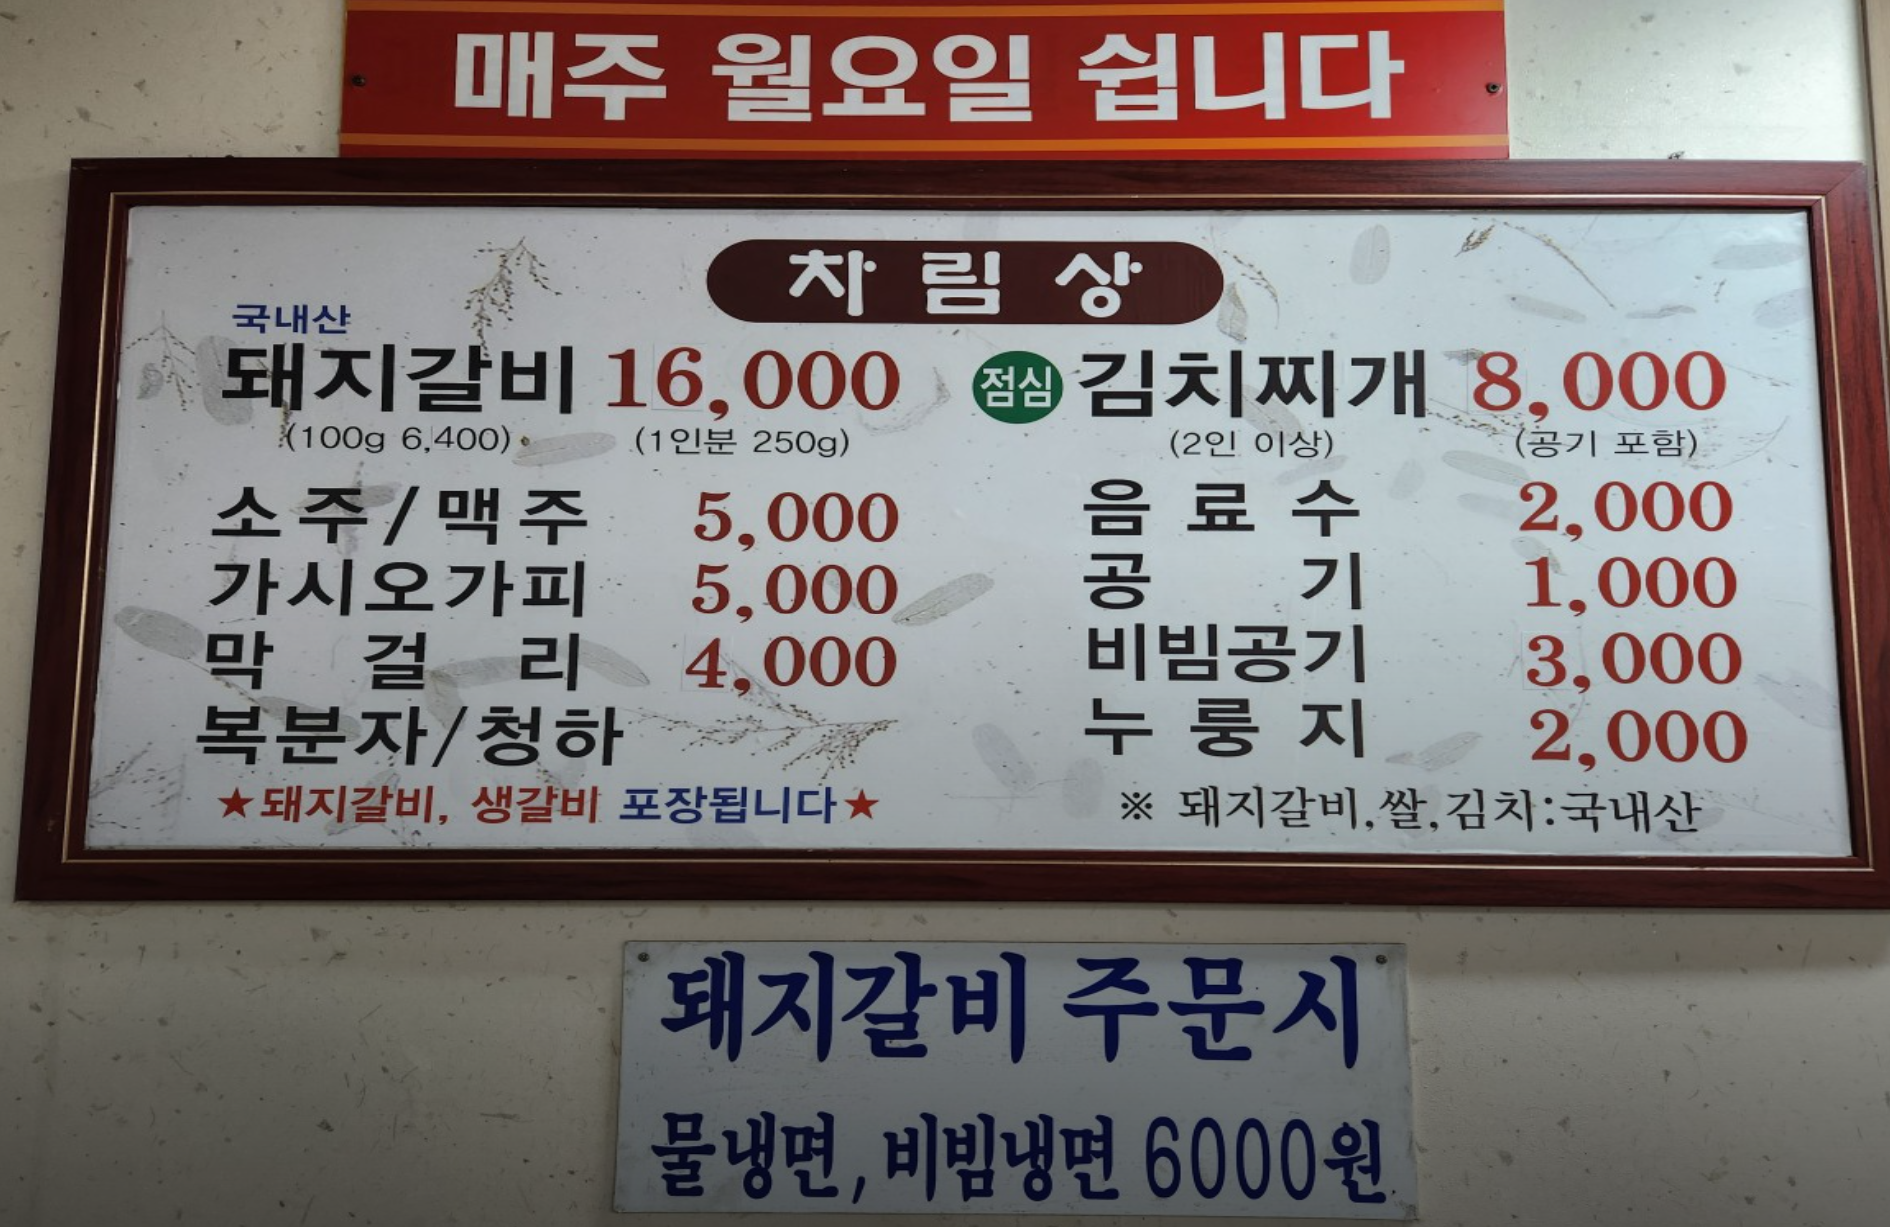 매주 월요일 쉽니다
차림상
국내산
돼지갈비 16,000
(100g 6,400) (1인분 250g)
소주/맥주 5,000
가시오가피 5,000
막걸리 4,000
복분자/청하
★돼지갈비, 생갈비 포장됩니다★
점심 김치찌개 8,000
(2인 이상) (공기 포함)
음료수 2,000
공기 1,000
비빔공기 3,000
누룽지 2,000
※ 돼지갈비,쌀,김치:국내산
돼지갈비 주문시
물냉면, 비빔냉면 6000원